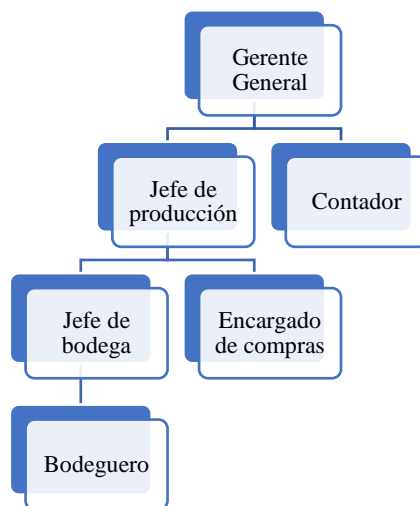 Gerente
General
Jefe de
producción
Contador
Jefe de
bodega
Encargado
de compras
Bodeguero